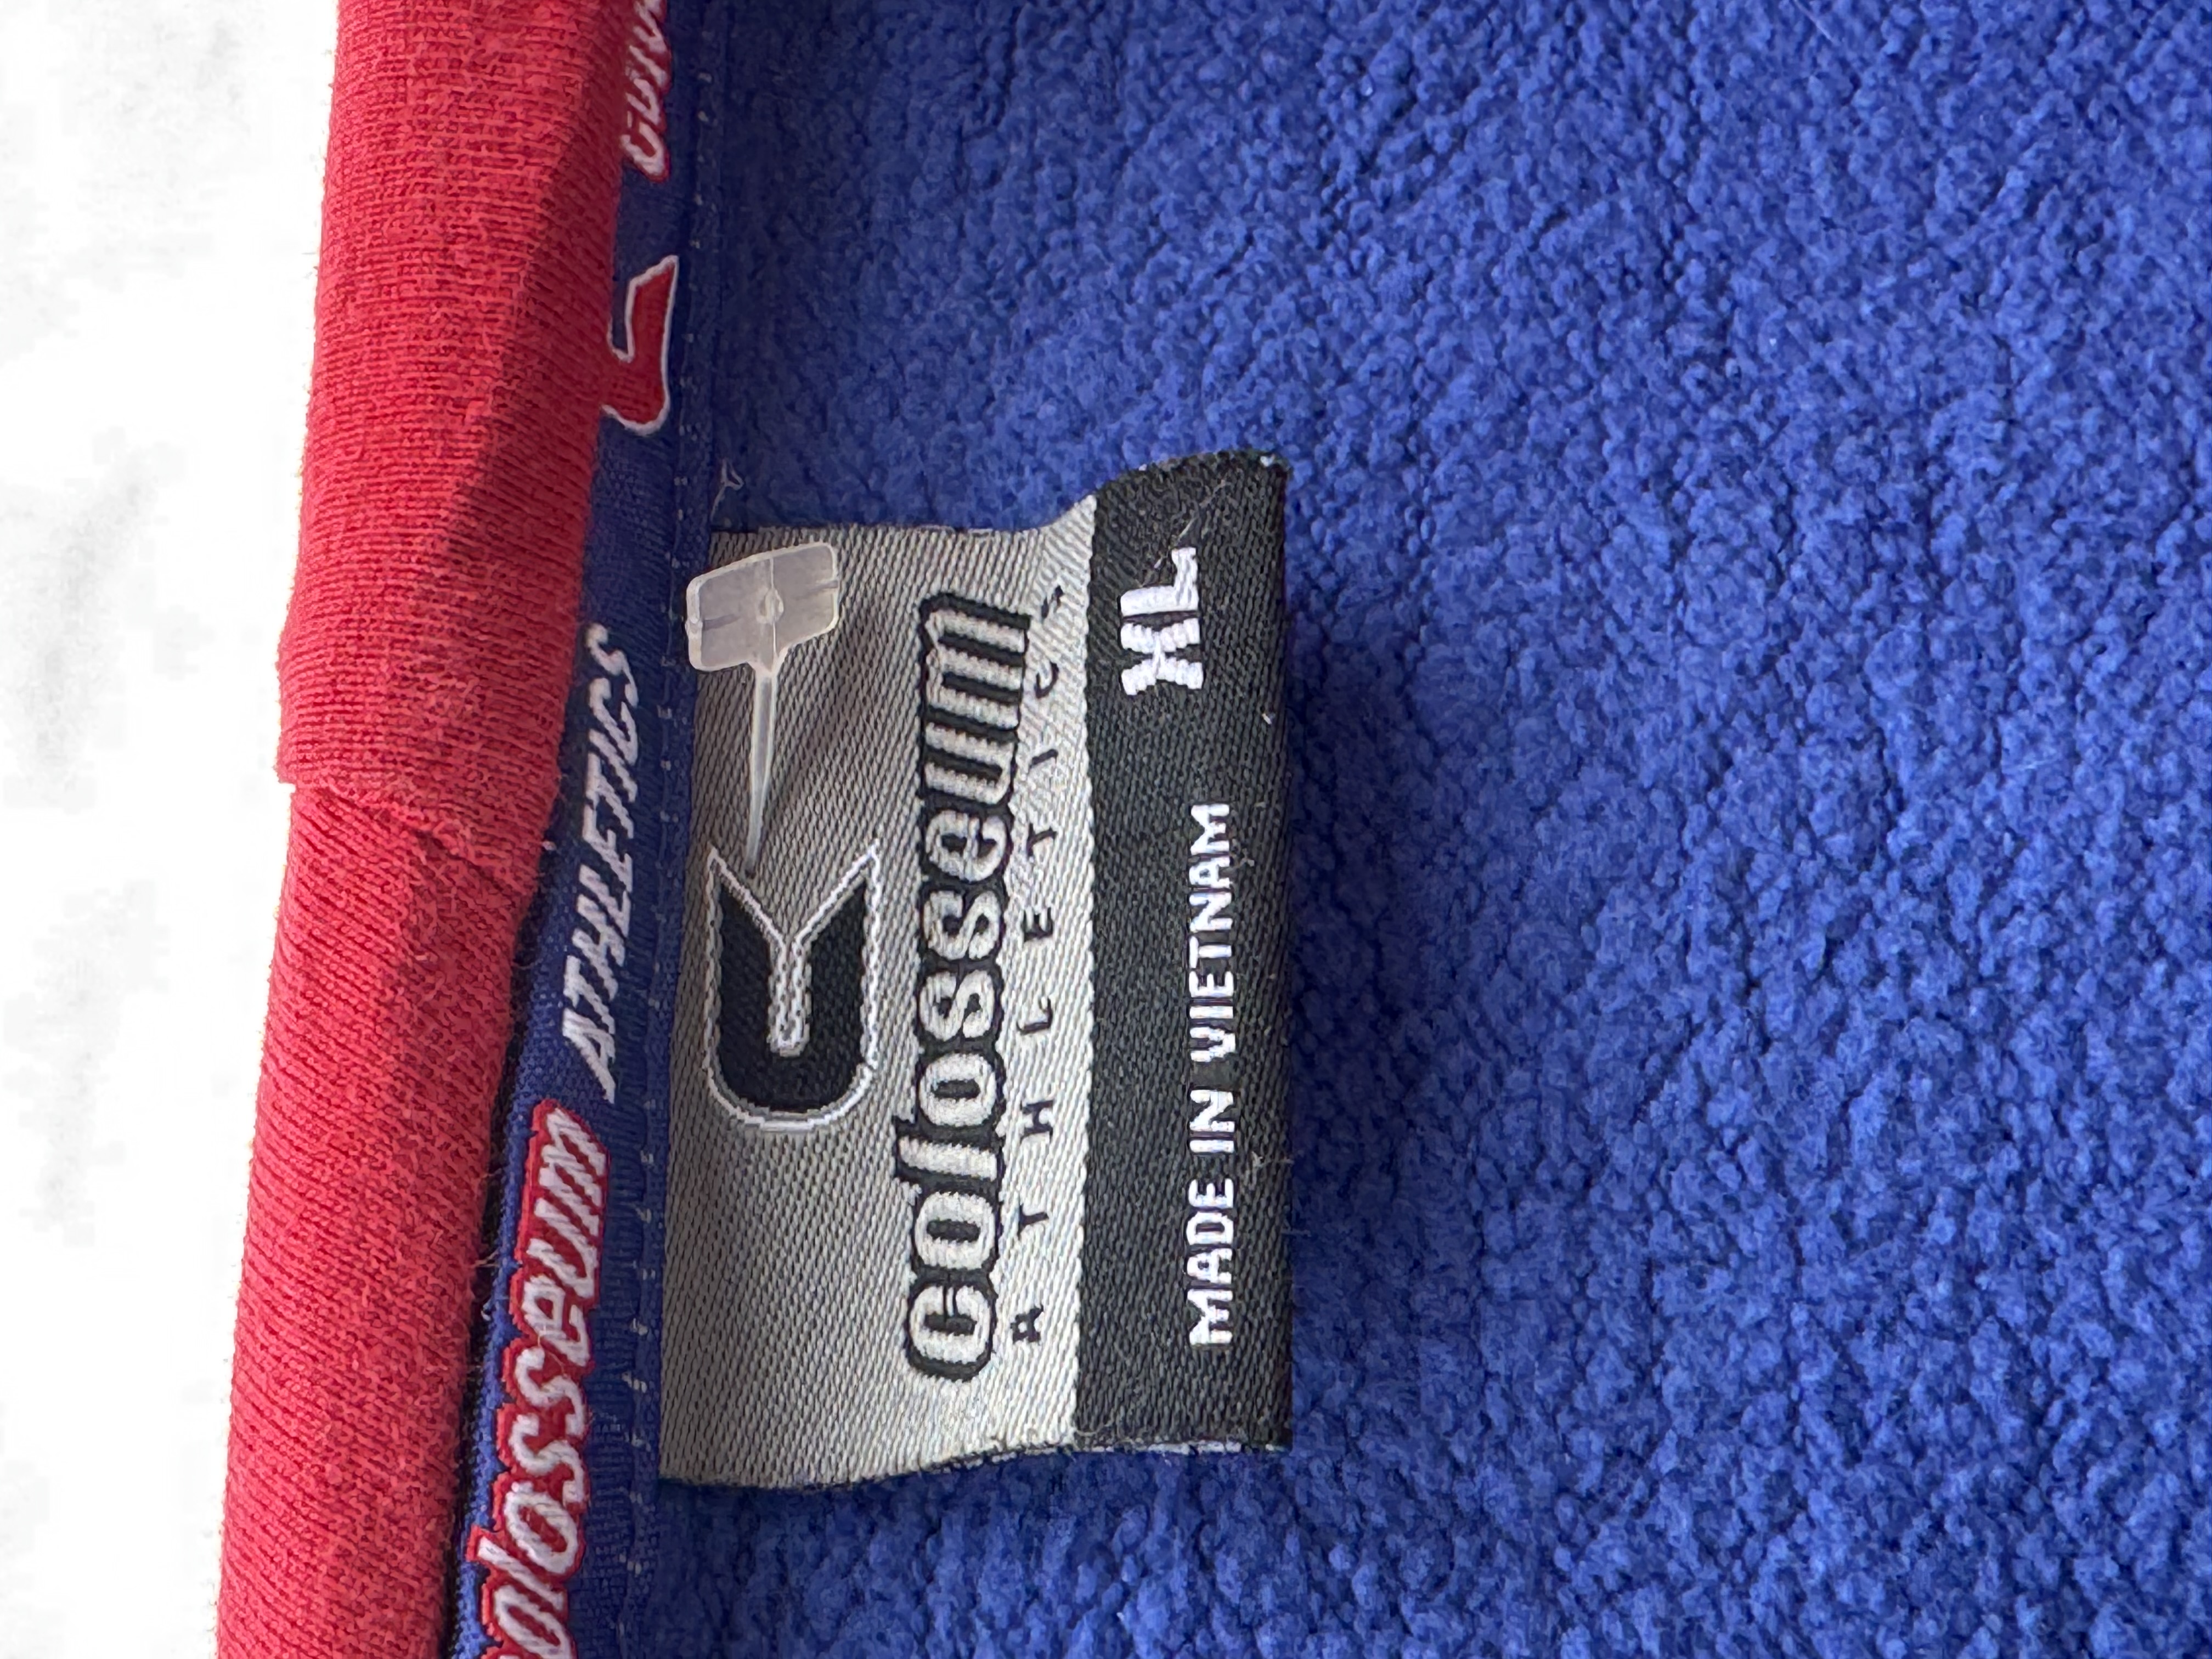 colosseum
ATHLETICS
XL
MADE IN VIETNAM
colosseum
ATHLETICS